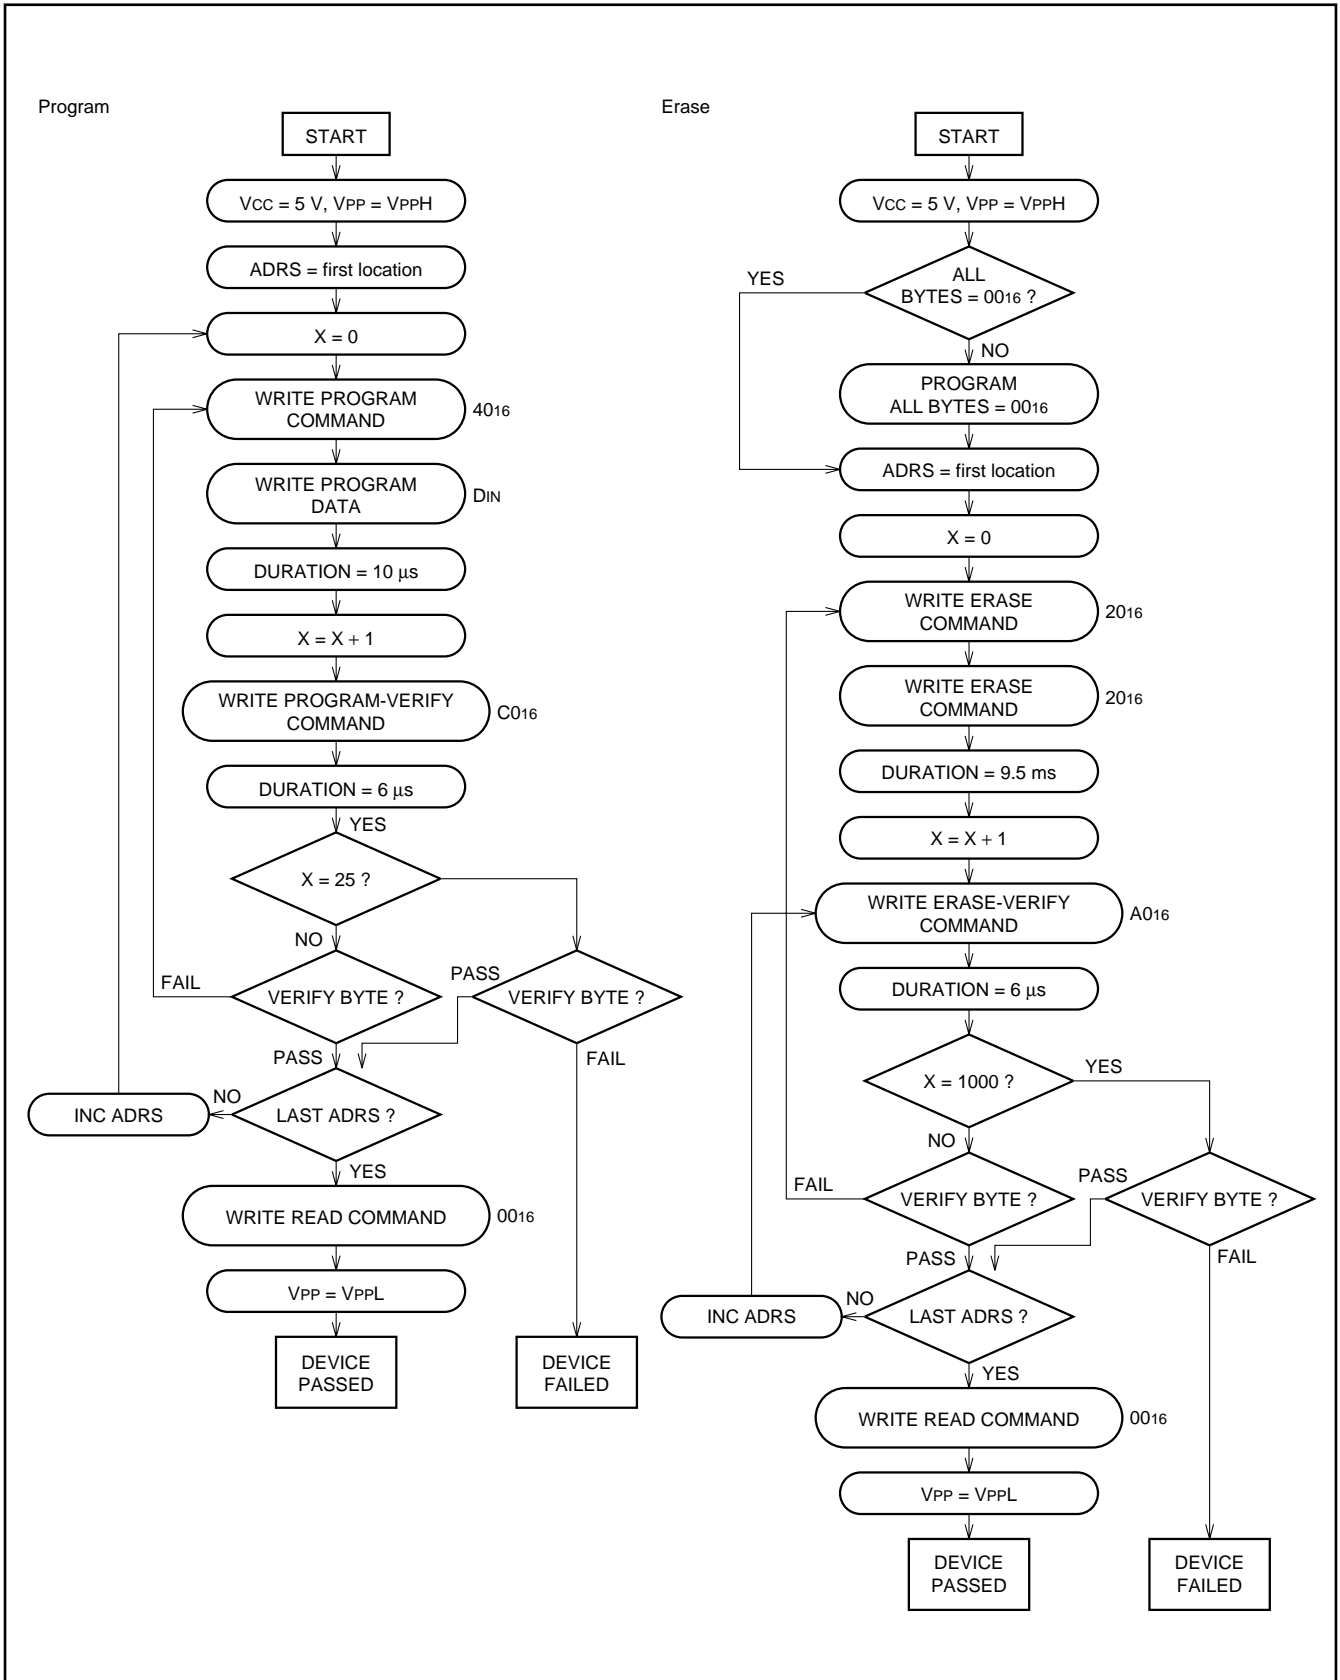 Program
START
VCC = 5 V, VPP = VPPH
ADRS = first location
X = 0
WRITE PROGRAM
COMMAND
4016
WRITE PROGRAM
DATA
DIN
DURATION = 10 µs
X = X + 1
WRITE PROGRAM-VERIFY
COMMAND
C016
DURATION = 6 µs
YES
X = 25 ?
NO
FAIL
VERIFY BYTE ?
PASS
VERIFY BYTE ?
PASS
FAIL
INC ADRS
NO
LAST ADRS ?
YES
WRITE READ COMMAND
0016
VPP = VPPL
DEVICE
PASSED
DEVICE
FAILED
Erase
START
VCC = 5 V, VPP = VPPH
YES
ALL
BYTES = 0016 ?
NO
PROGRAM
ALL BYTES = 0016
ADRS = first location
X = 0
WRITE ERASE
COMMAND
2016
WRITE ERASE
COMMAND
2016
DURATION = 9.5 ms
X = X + 1
WRITE ERASE-VERIFY
COMMAND
A016
DURATION = 6 µs
X = 1000 ?
YES
NO
FAIL
VERIFY BYTE ?
PASS
VERIFY BYTE ?
PASS
FAIL
INC ADRS
NO
LAST ADRS ?
YES
WRITE READ COMMAND
0016
VPP = VPPL
DEVICE
PASSED
DEVICE
FAILED